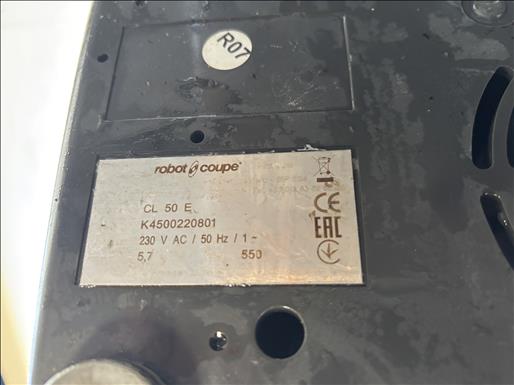 R07
robot coupe®
CL 50 E
K4500220801
230 V AC / 50 Hz / 1 ~
5,7 550
CE
EAC